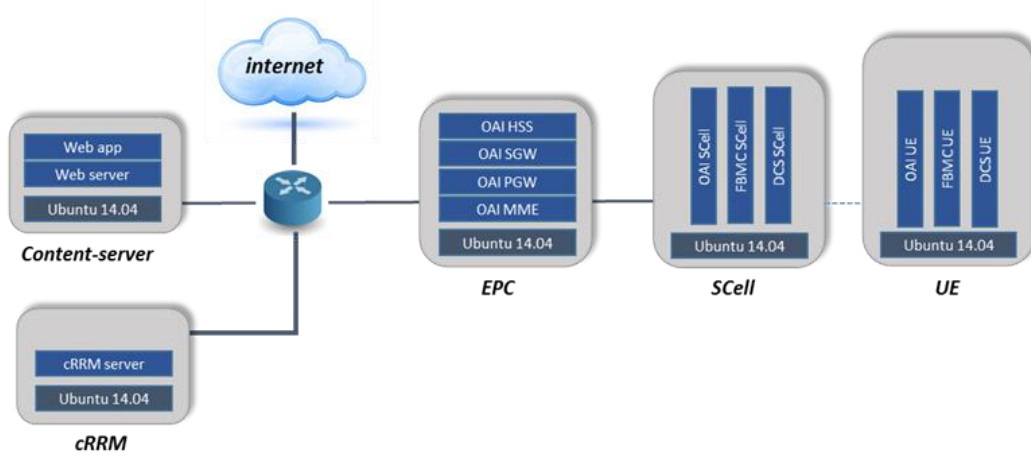 internet
Web app
Web server
Ubuntu 14.04
Content-server
cRRM server
Ubuntu 14.04
cRRM
OAI HSS
OAI SGW
OAI PGW
OAI MME
Ubuntu 14.04
EPC
OAI SCell
FBMC SCell
DCS SCell
Ubuntu 14.04
SCell
OAI UE
FBMC UE
DCS UE
Ubuntu 14.04
UE